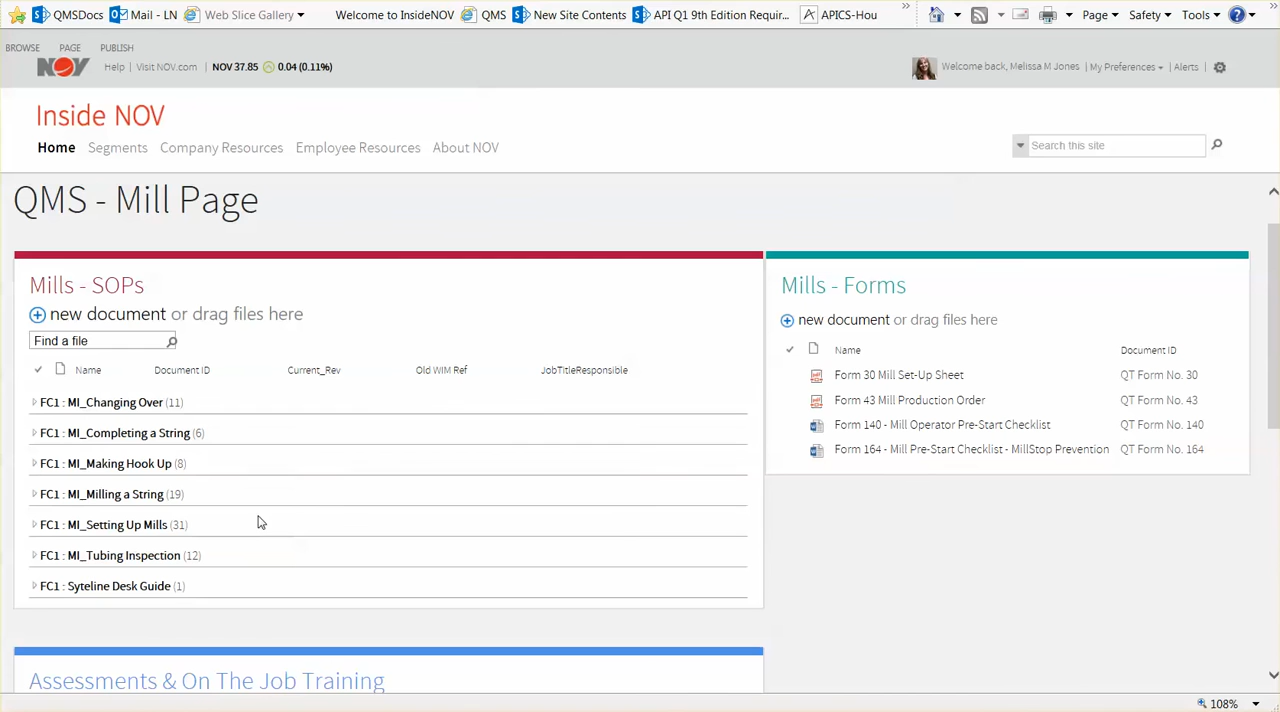 QMSDocs Mail - LN Web Slice Gallery Welcome to InsideNOV QMS New Site Contents API Q1 9th Edition Requir... APICS-Hou » Page Safety Tools »
BROWSE PAGE PUBLISH
NOV Help | Visit NOV.com | NOV 37.85 0.04 (0.11%) Welcome back, Melissa M Jones | My Preferences | Alerts
Inside NOV
Home Segments Company Resources Employee Resources About NOV Search this site
QMS - Mill Page
Mills - SOPs
new document or drag files here
Find a file
Name Document ID Current_Rev Old WIM Ref JobTitleResponsible
FC1 : MI_Changing Over (11)
FC1 : MI_Completing a String (6)
FC1 : MI_Making Hook Up (8)
FC1 : MI_Milling a String (19)
FC1 : MI_Setting Up Mills (31)
FC1 : MI_Tubing Inspection (12)
FC1 : Syteline Desk Guide (1)
Mills - Forms
new document or drag files here
Name Document ID
Form 30 Mill Set-Up Sheet QT Form No. 30
Form 43 Mill Production Order QT Form No. 43
Form 140 - Mill Operator Pre-Start Checklist QT Form No. 140
Form 164 - Mill Pre-Start Checklist - MillStop Prevention QT Form No. 164
Assessments & On The Job Training
108%